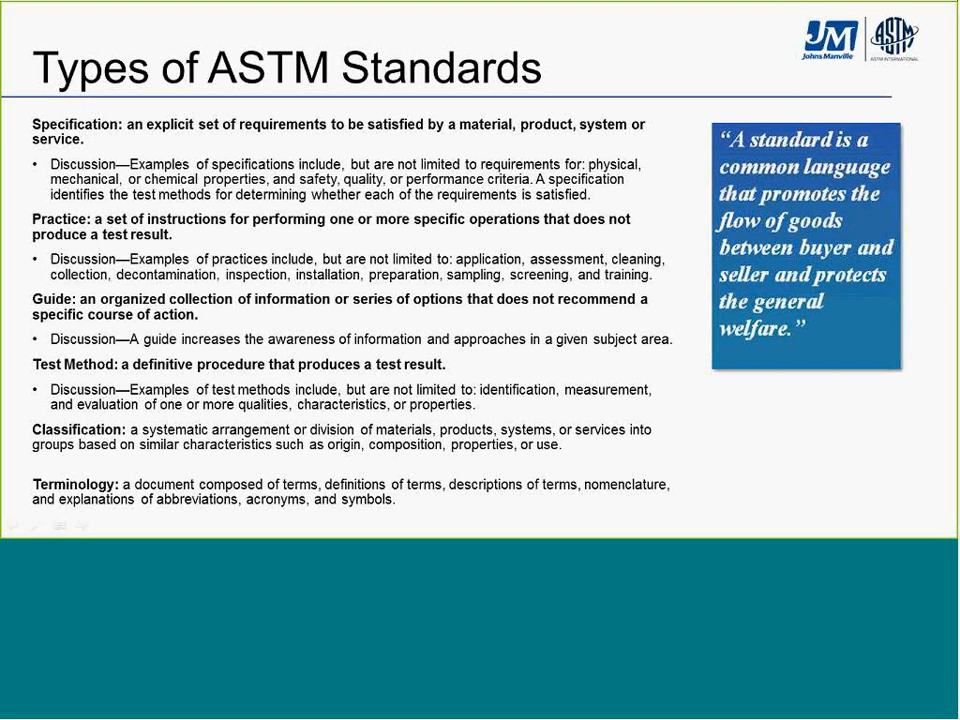 Types of ASTM Standards
JM
Johns Manville
ASTM
ASTM INTERNATIONAL
Specification: an explicit set of requirements to be satisfied by a material, product, system or
service.
• Discussion—Examples of specifications include, but are not limited to requirements for: physical,
mechanical, or chemical properties, and safety, quality, or performance criteria. A specification
identifies the test methods for determining whether each of the requirements is satisfied.
Practice: a set of instructions for performing one or more specific operations that does not
produce a test result.
• Discussion—Examples of practices include, but are not limited to: application, assessment, cleaning,
collection, decontamination, inspection, installation, preparation, sampling, screening, and training.
Guide: an organized collection of information or series of options that does not recommend a
specific course of action.
• Discussion—A guide increases the awareness of information and approaches in a given subject area.
Test Method: a definitive procedure that produces a test result.
• Discussion—Examples of test methods include, but are not limited to: identification, measurement,
and evaluation of one or more qualities, characteristics, or properties.
Classification: a systematic arrangement or division of materials, products, systems, or services into
groups based on similar characteristics such as origin, composition, properties, or use.
Terminology: a document composed of terms, definitions of terms, descriptions of terms, nomenclature,
and explanations of abbreviations, acronyms, and symbols.
“A standard is a
common language
that promotes the
flow of goods
between buyer and
seller and protects
the general
welfare.”